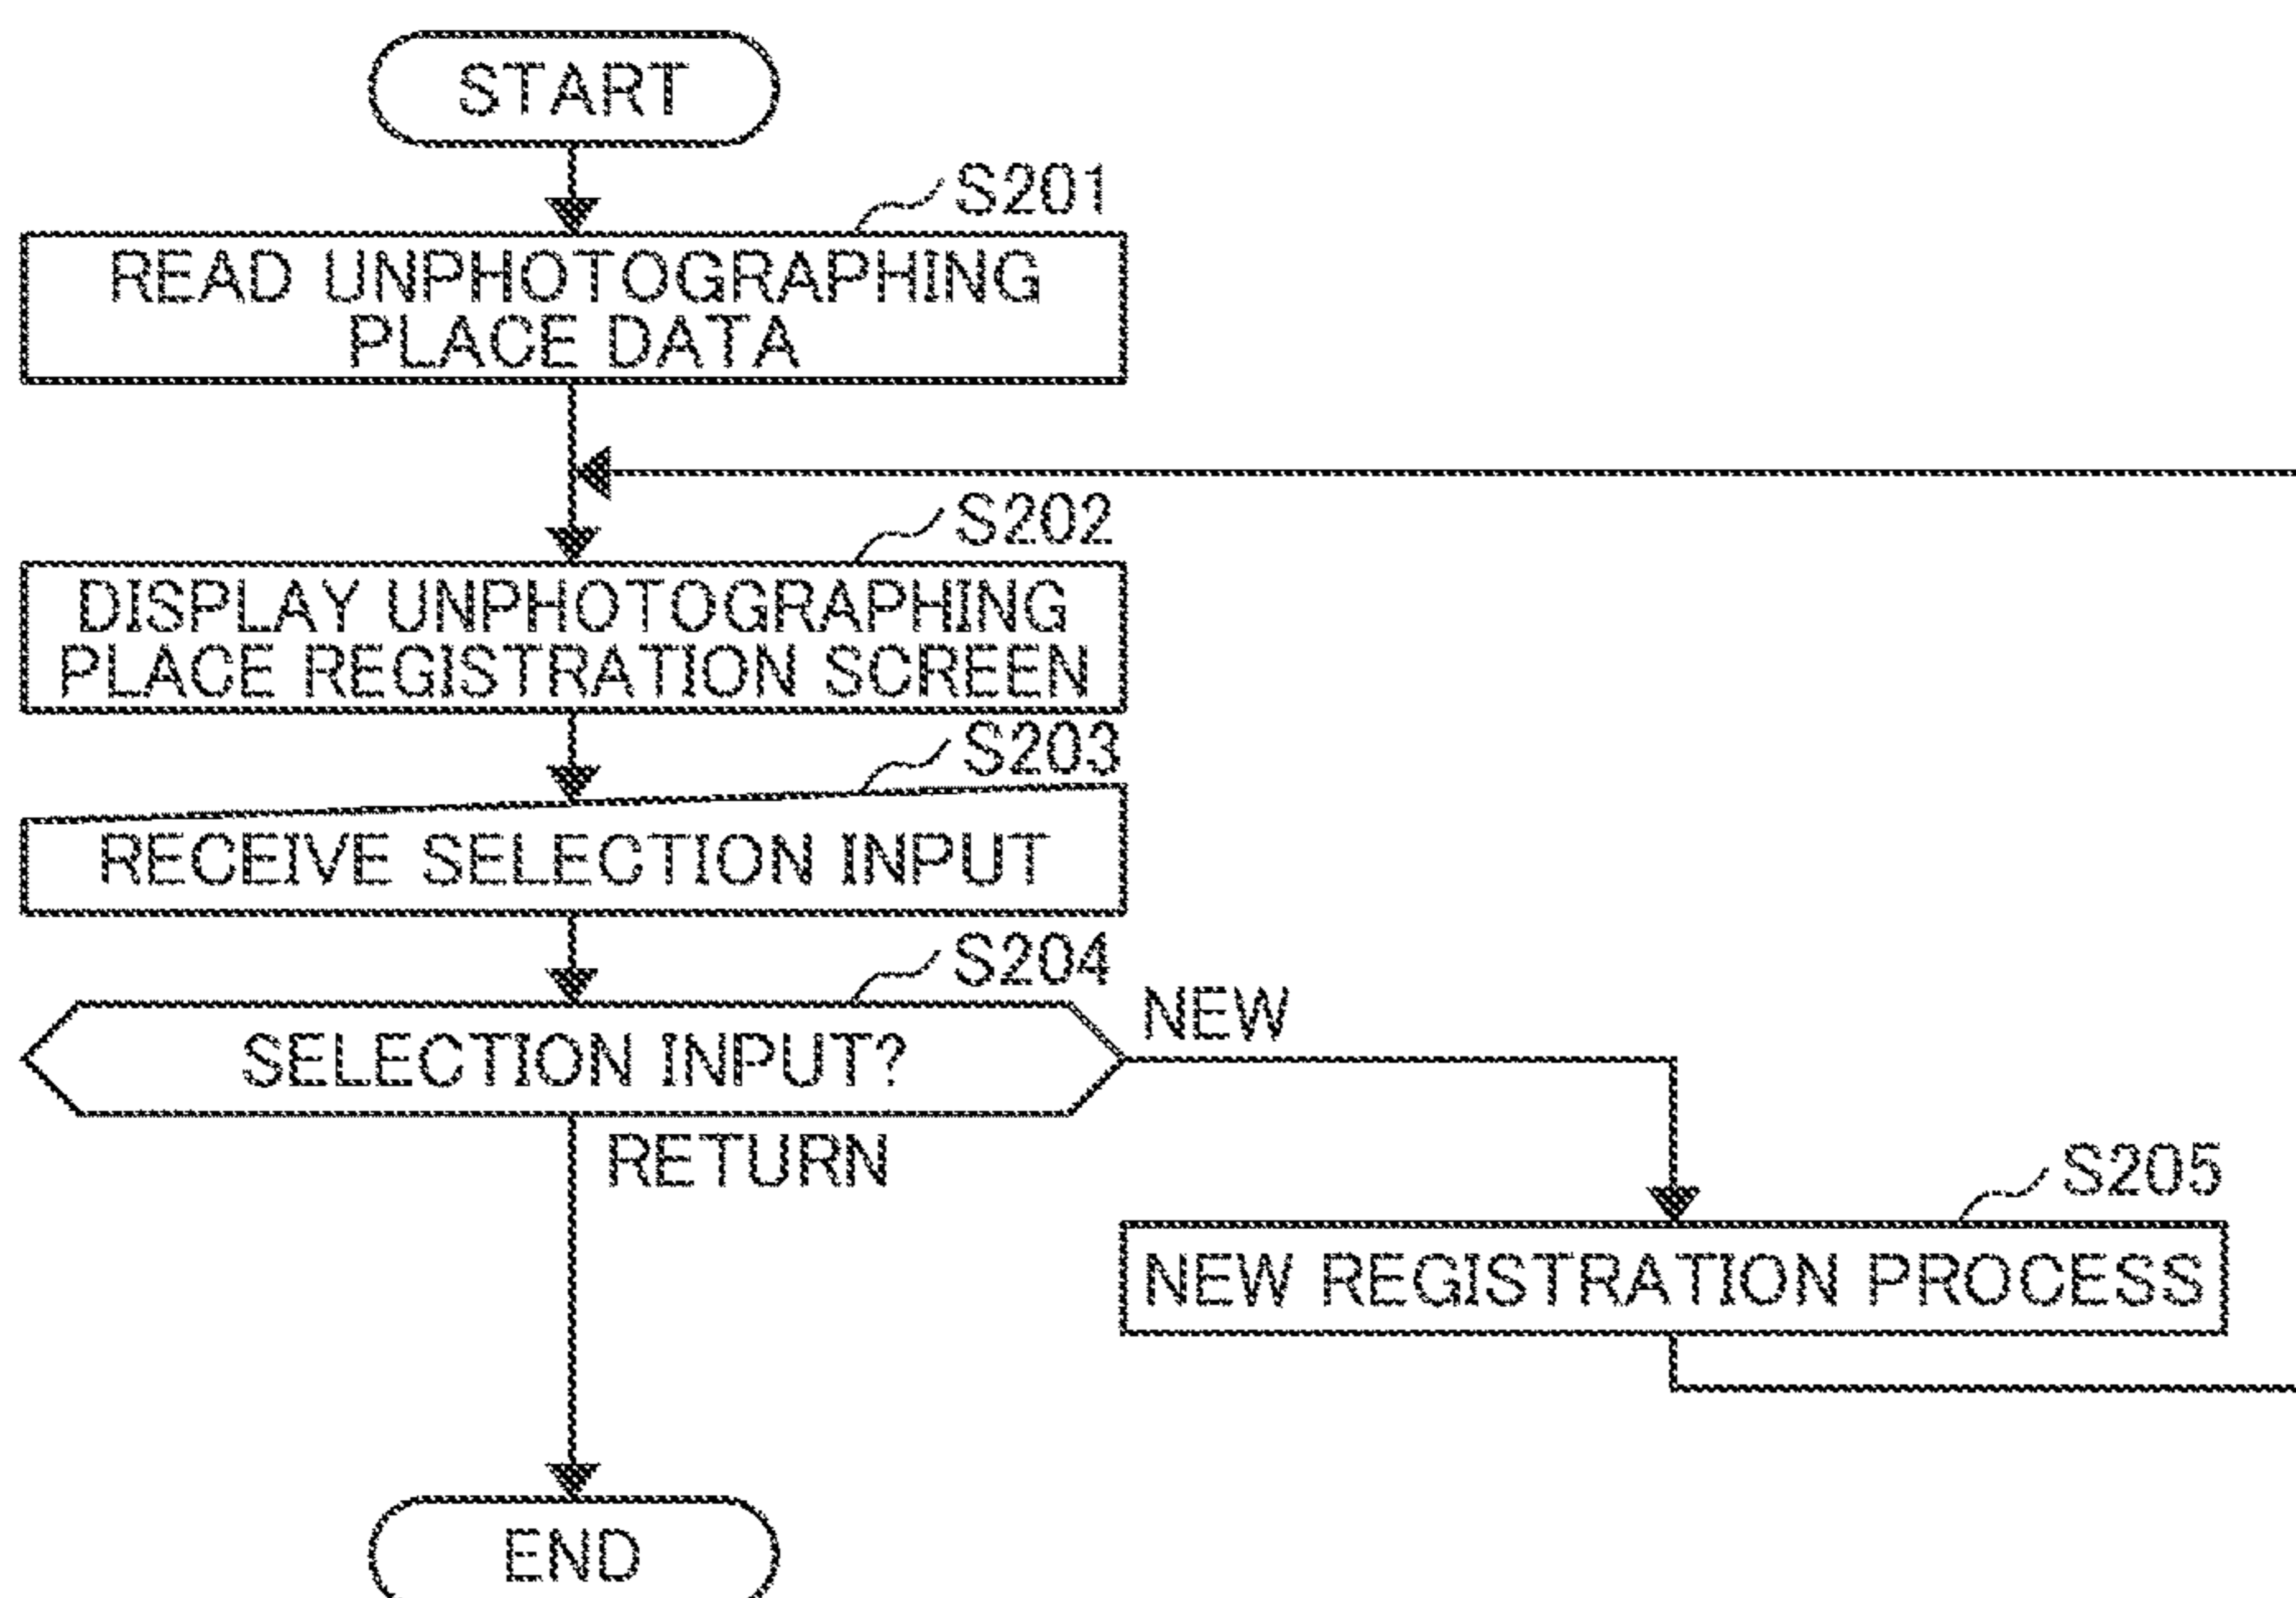 START
S201
READ UNPHOTOGRAPHING
PLACE DATA
S202
DISPLAY UNPHOTOGRAPHING
PLACE REGISTRATION SCREEN
S203
RECEIVE SELECTION INPUT
S204
SELECTION INPUT?
NEW
RETURN
S205
NEW REGISTRATION PROCESS
END